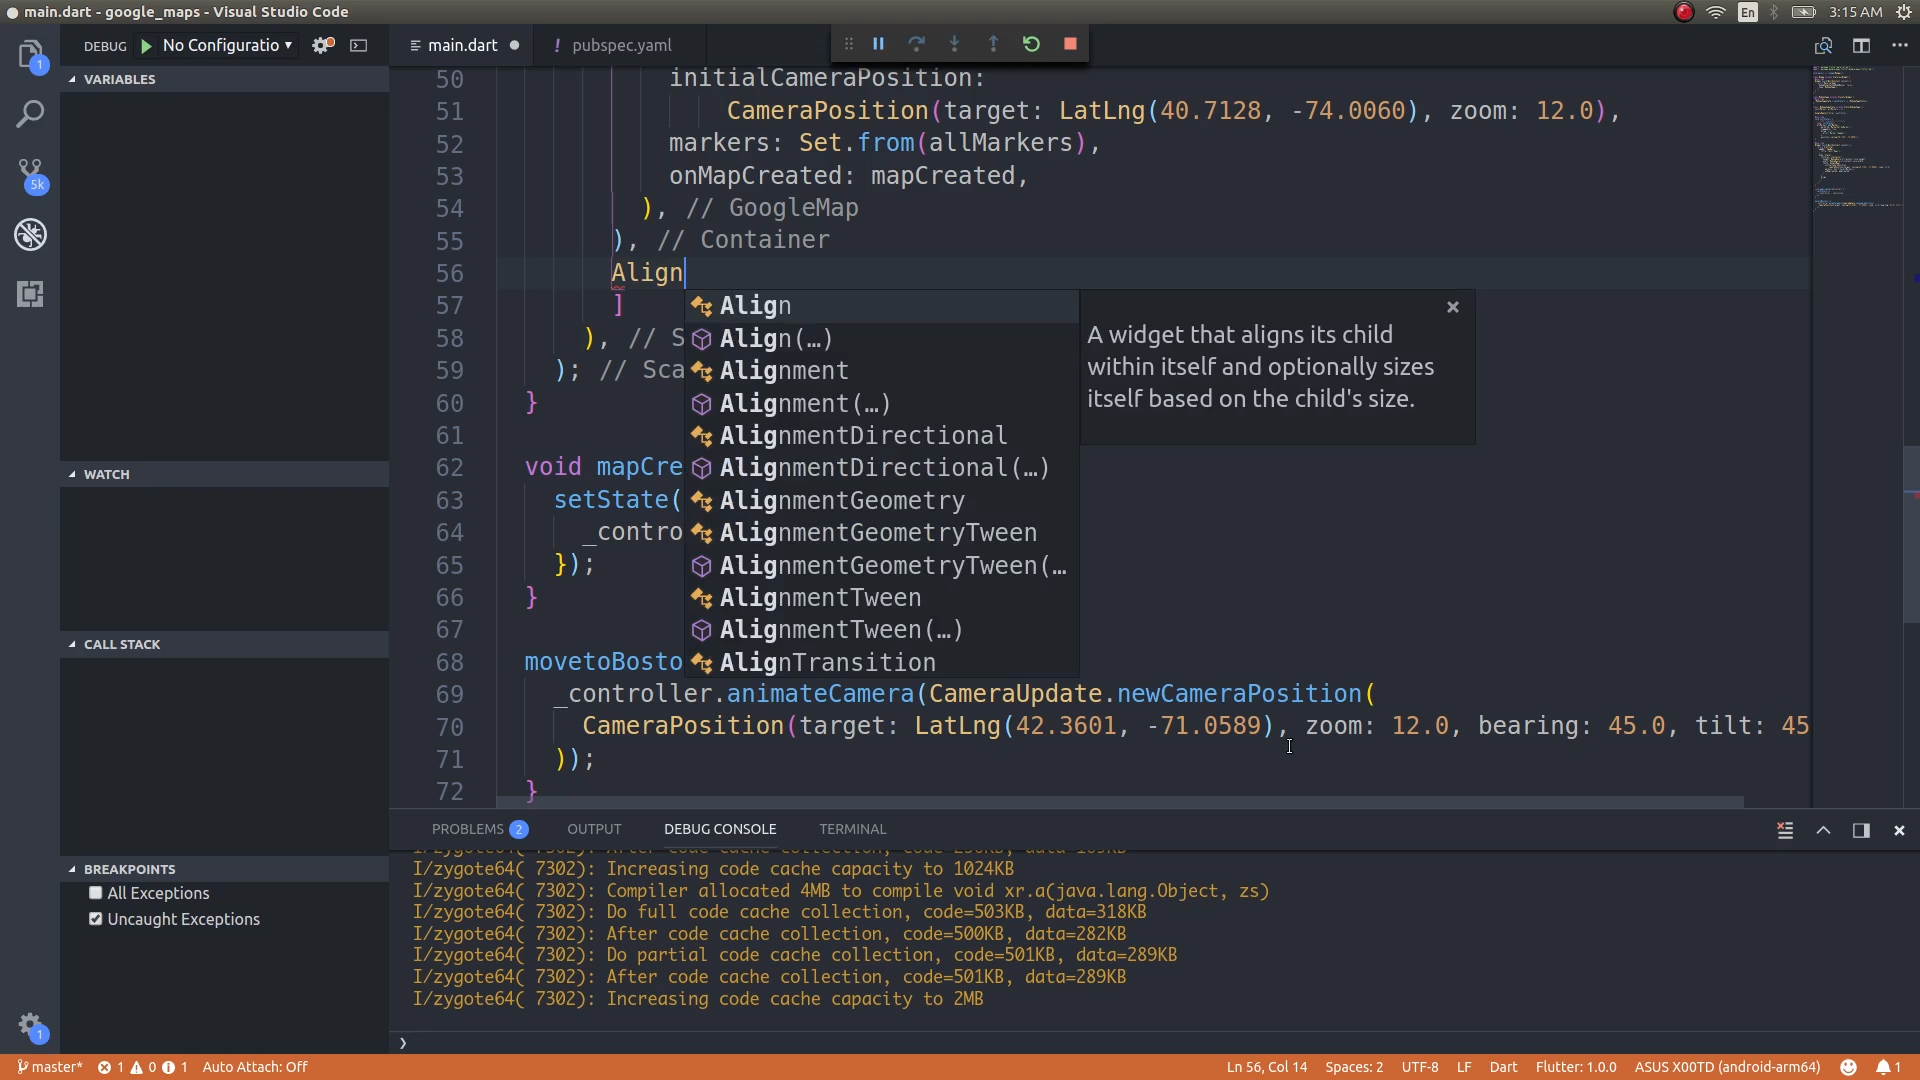 main.dart - google_maps - Visual Studio Code
En
3:15 AM
DEBUG
No Configuratio
main.dart
! pubspec.yaml
1
5k
1
VARIABLES
WATCH
CALL STACK
BREAKPOINTS
All Exceptions
Uncaught Exceptions
50 initialCameraPosition:
51 CameraPosition(target: LatLng(40.7128, -74.0060), zoom: 12.0),
52 markers: Set.from(allMarkers),
53 onMapCreated: mapCreated,
54 ), // GoogleMap
55 ), // Container
56 Align
57 ]
58 ), // S
59 ); // Sca
60 }
61
62 void mapCre
63 setState(
64 _contro
65 });
66 }
67
68 movetoBosto
69 _controller.animateCamera(CameraUpdate.newCameraPosition(
70 CameraPosition(target: LatLng(42.3601, -71.0589), zoom: 12.0, bearing: 45.0, tilt: 45
71 ));
72 }
Align
Align(…)
Alignment
Alignment(…)
AlignmentDirectional
AlignmentDirectional(…)
AlignmentGeometry
AlignmentGeometryTween
AlignmentGeometryTween(…
AlignmentTween
AlignmentTween(…)
AlignTransition
A widget that aligns its child
within itself and optionally sizes
itself based on the child's size.
PROBLEMS 2 OUTPUT DEBUG CONSOLE TERMINAL
I/zygote64( 7302): Increasing code cache capacity to 1024KB
I/zygote64( 7302): Compiler allocated 4MB to compile void xr.a(java.lang.Object, zs)
I/zygote64( 7302): Do full code cache collection, code=503KB, data=318KB
I/zygote64( 7302): After code cache collection, code=500KB, data=282KB
I/zygote64( 7302): Do partial code cache collection, code=501KB, data=289KB
I/zygote64( 7302): After code cache collection, code=501KB, data=289KB
I/zygote64( 7302): Increasing code cache capacity to 2MB
master* 1 0 1 Auto Attach: Off
Ln 56, Col 14 Spaces: 2 UTF-8 LF Dart Flutter: 1.0.0 ASUS X00TD (android-arm64) 1